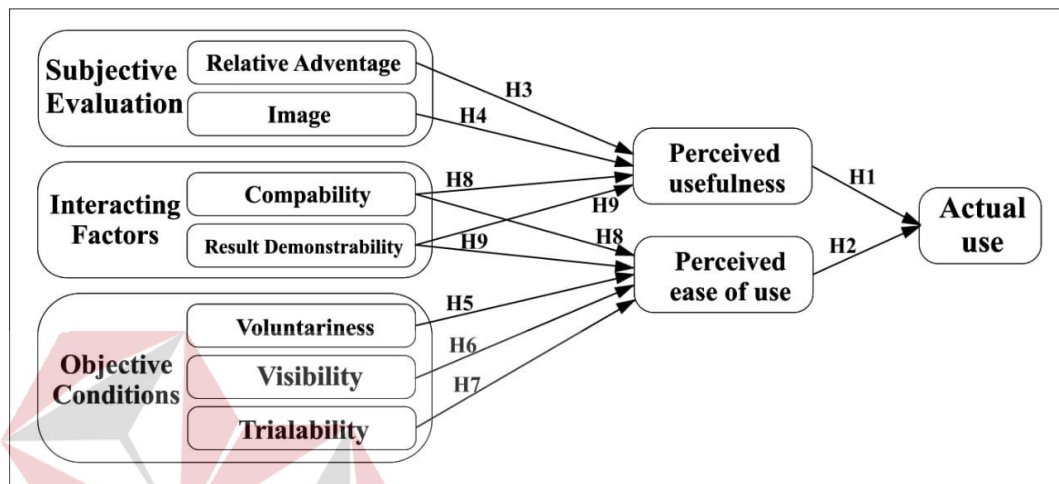 Subjective
Evaluation
Relative Adventage
Image
H3
H4
Interacting
Factors
Compability
Result Demonstrability
H8
H9
H9
H8
Objective
Conditions
Voluntariness
Visibility
Trialability
H5
H6
H7
Perceived
usefulness
Perceived
ease of use
H1
H2
Actual
use